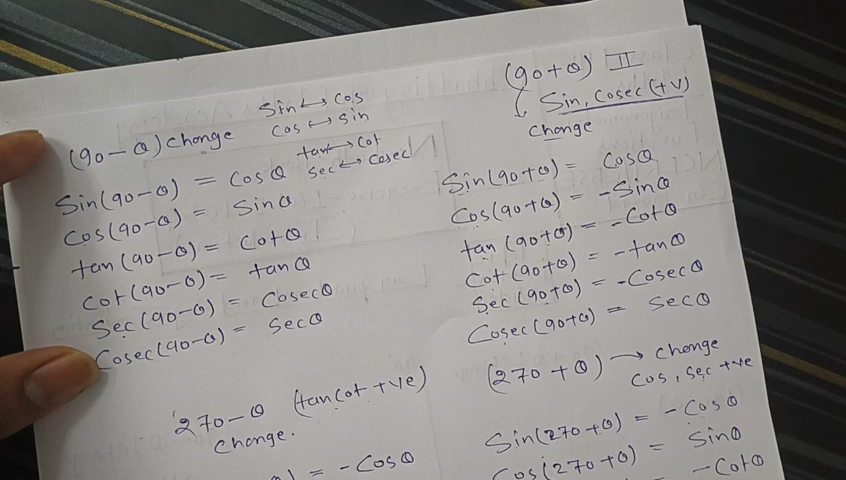 (90-θ) change
Sin ↔ Cos
Cos ↔ Sin
tan ↔ Cot
Sec ↔ Cosec
Sin(90-θ) = Cosθ
Cos(90-θ) = Sinθ
tan(90-θ) = Cotθ
Cot(90-θ) = tanθ
Sec(90-θ) = Cosecθ
Cosec(90-θ) = Secθ
270-θ (tan Cot +ve)
Change.
= -Cosθ
(90+θ) II
Sin, Cosec (+v)
Change
Sin(90+θ) = Cosθ
Cos(90+θ) = -Sinθ
tan(90+θ) = -Cotθ
Cot(90+θ) = -tanθ
Sec(90+θ) = -Cosecθ
Cosec(90+θ) = Secθ
(270+θ) → Change
Cos, Sec +ve
Sin(270+θ) = -Cosθ
Cos(270+θ) = Sinθ
-Cotθ